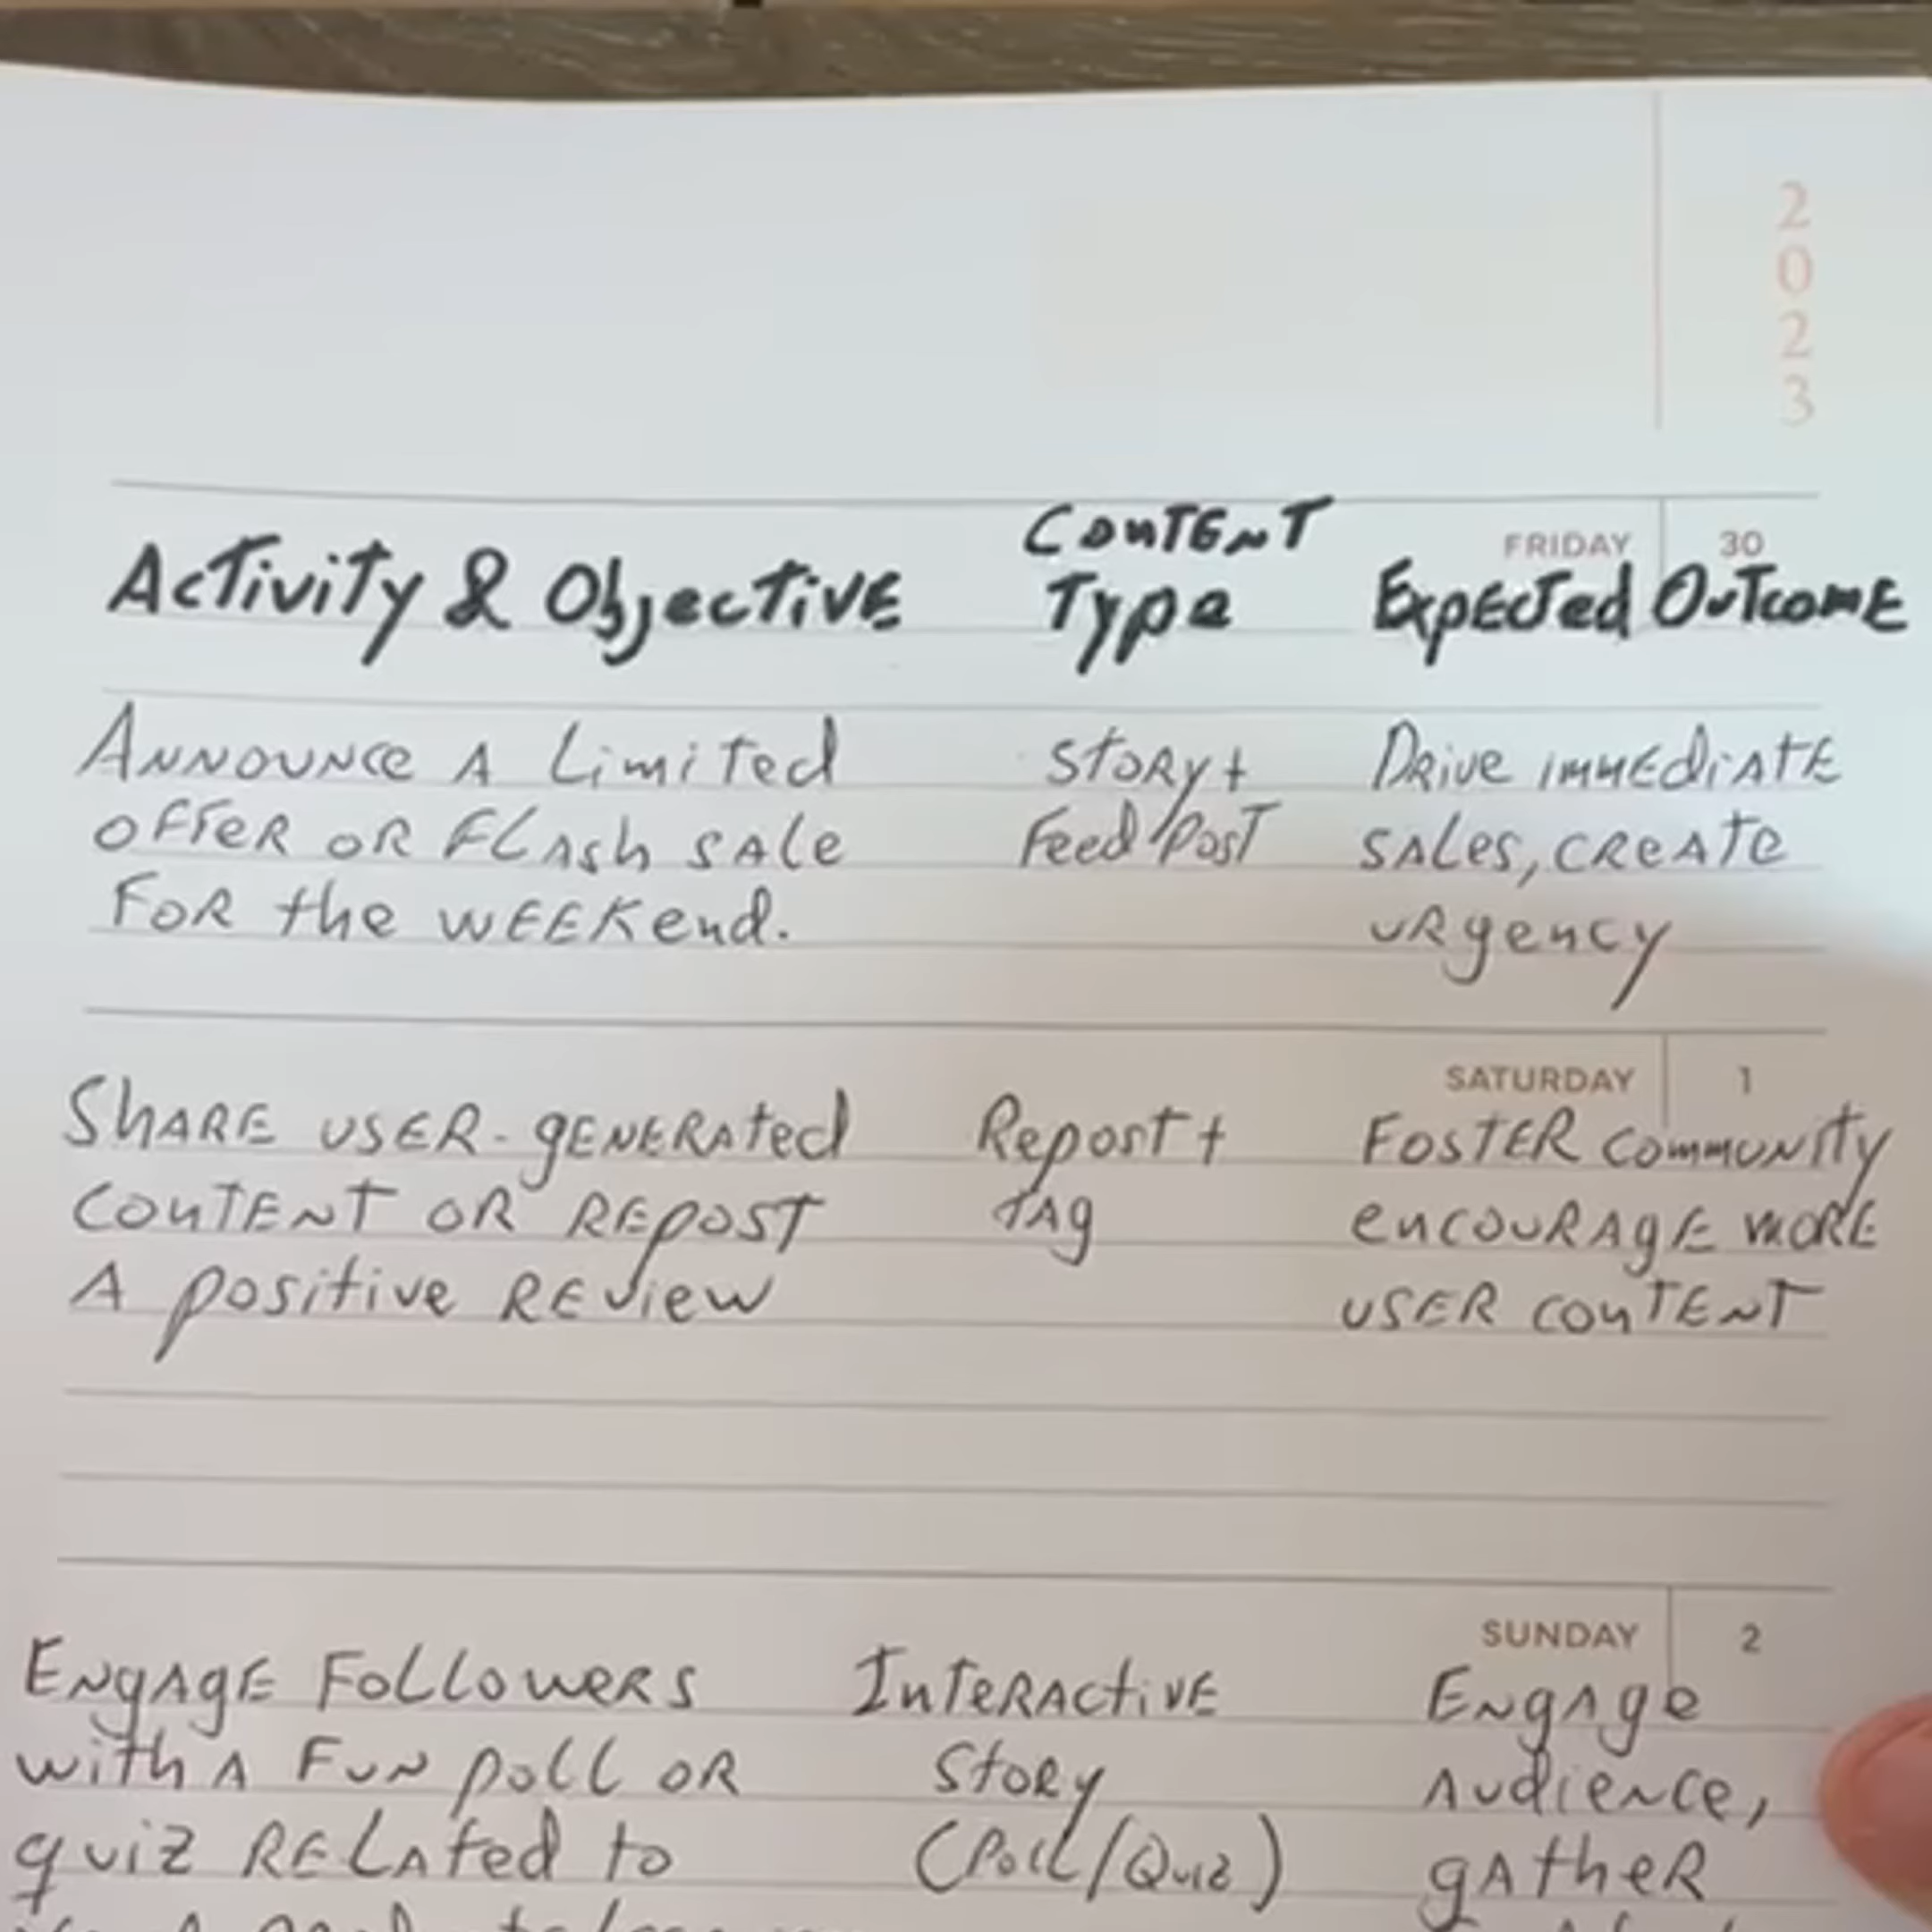 2023
CONTENT
FRIDAY 30
Activity & Objective Type Expected Outcome
Announce a Limited Story + Drive immediate
offer or flash sale Feed Post sales, create
for the weekend. urgency
SATURDAY 1
Share user-generated Repost + Foster community
content or repost Tag encourage more
a positive review user content
SUNDAY 2
Engage followers Interactive Engage
with a fun poll or Story audience,
quiz related to (Poll/Quiz) gather